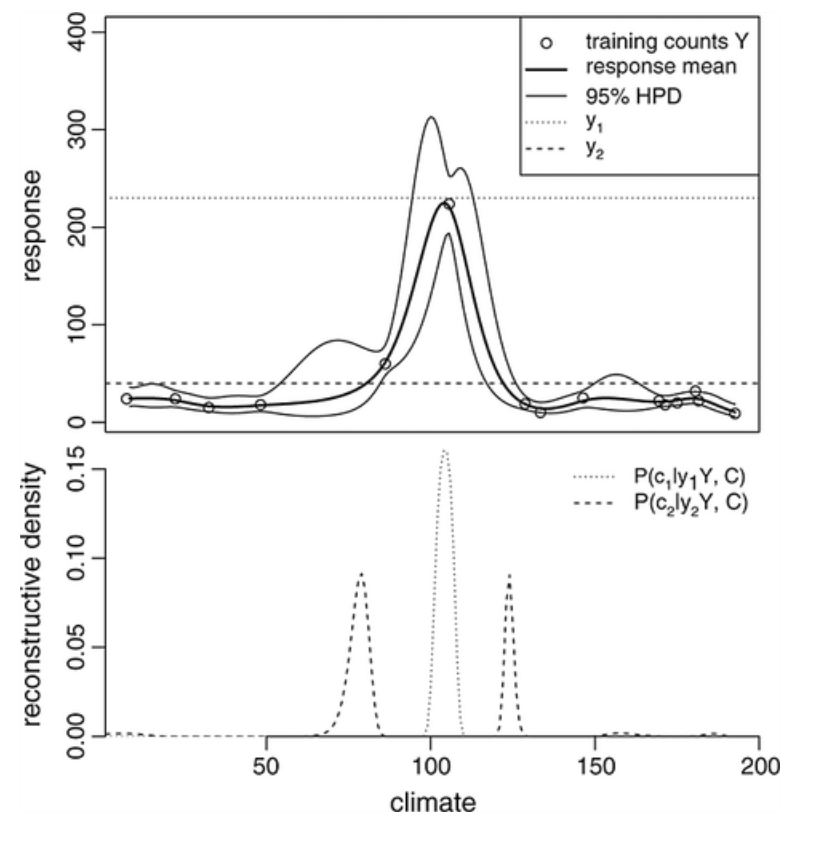 400
300
200
100
0
response
training counts Y
response mean
95% HPD
y1
y2
0.15
0.10
0.05
0.00
reconstructive density
P(c1|y1Y, C)
P(c2|y2Y, C)
50 100 150 200
climate